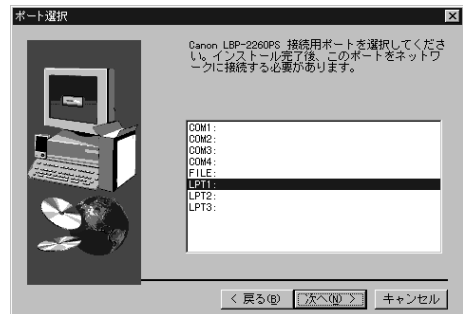 ポート選択
Canon LBP-2260PS 接続用ポートを選択してくださ
い。インストール完了後、このポートをネットワ
ークに接続する必要があります。
COM1:
COM2:
COM3:
COM4:
FILE:
LPT1:
LPT2:
LPT3:
< 戻る(B) 次へ(N) > キャンセル